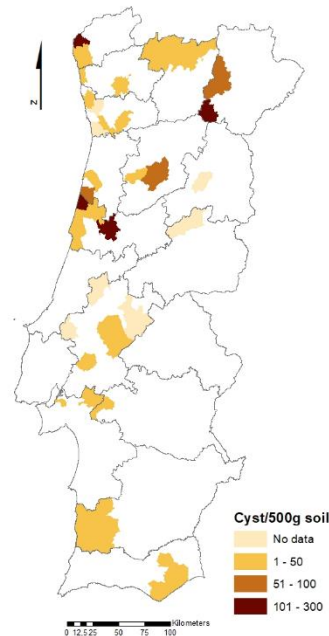 Z
Cyst/500g soil
No data
1 - 50
51 - 100
101 - 300
Kilometers
0 12.5 25 50 75 100